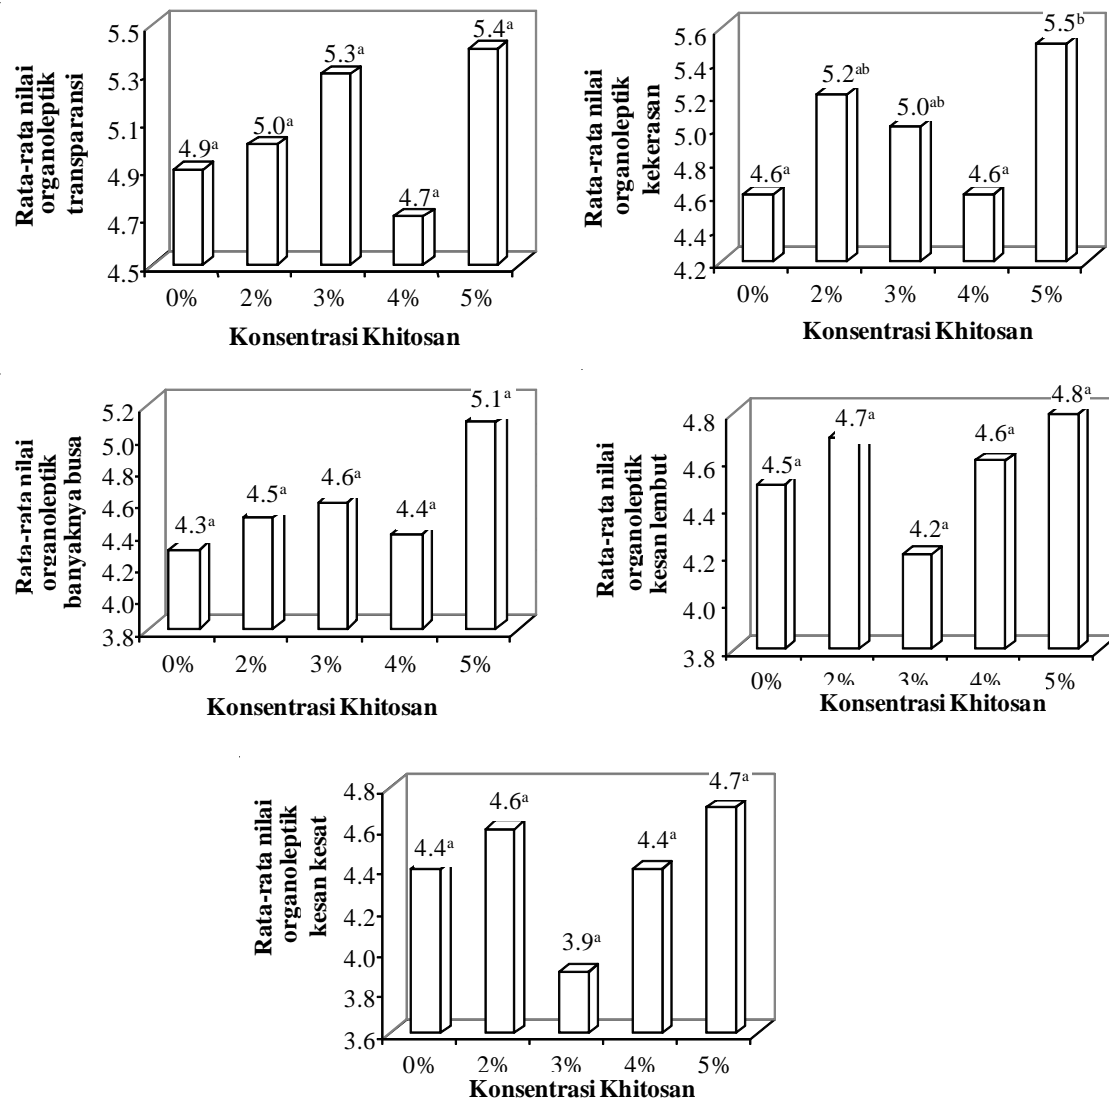 Rata-rata nilai
organoleptik
transparansi
5.5
5.3
5.1
4.9
4.7
4.5
4.9ᵃ
5.0ᵃ
5.3ᵃ
4.7ᵃ
5.4ᵃ
0% 2% 3% 4% 5%
Konsentrasi Khitosan
Rata-rata nilai
organoleptik
kekerasan
5.6
5.4
5.2
5.0
4.8
4.6
4.4
4.2
4.6ᵃ
5.2ᵃᵇ
5.0ᵃᵇ
4.6ᵃ
5.5ᵇ
0% 2% 3% 4% 5%
Konsentrasi Khitosan
Rata-rata nilai
organoleptik
banyaknya busa
5.2
5.0
4.8
4.6
4.4
4.2
4.0
3.8
4.3ᵃ
4.5ᵃ
4.6ᵃ
4.4ᵃ
5.1ᵃ
0% 2% 3% 4% 5%
Konsentrasi Khitosan
Rata-rata nilai
organoleptik
kesan lembut
4.8
4.6
4.4
4.2
4.0
3.8
4.5ᵃ
4.7ᵃ
4.2ᵃ
4.6ᵃ
4.8ᵃ
0% 2% 3% 4% 5%
Konsentrasi Khitosan
Rata-rata nilai
organoleptik
kesan kesat
4.8
4.6
4.4
4.2
4.0
3.8
3.6
4.4ᵃ
4.6ᵃ
3.9ᵃ
4.4ᵃ
4.7ᵃ
0% 2% 3% 4% 5%
Konsentrasi Khitosan